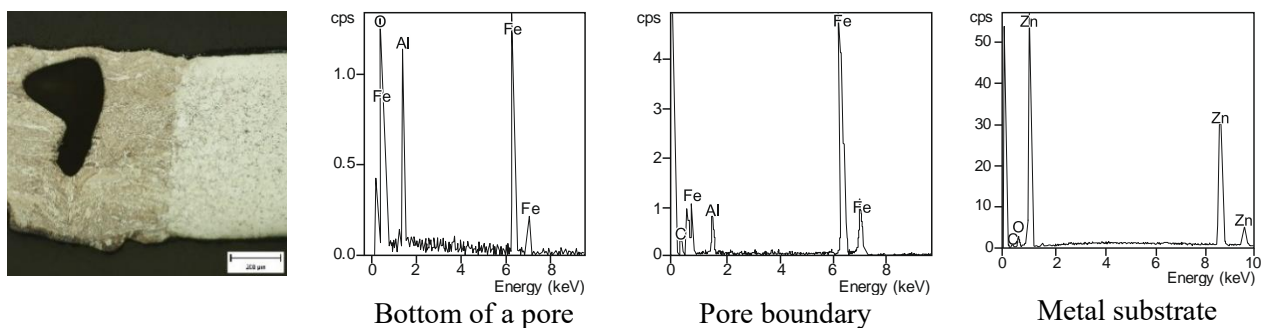 200 µm
cps
O
Al
Fe
Fe
1.0
0.5
Fe
0.0
0 2 4 6 8
Energy (keV)
Bottom of a pore
cps
Fe
4
2
Fe
Al
Fe
C
0
0 2 4 6 8
Energy (keV)
Pore boundary
cps
Zn
50
40
30
Zn
20
10
O
C
Zn
0
0 2 4 6 8 10
Energy (keV)
Metal substrate